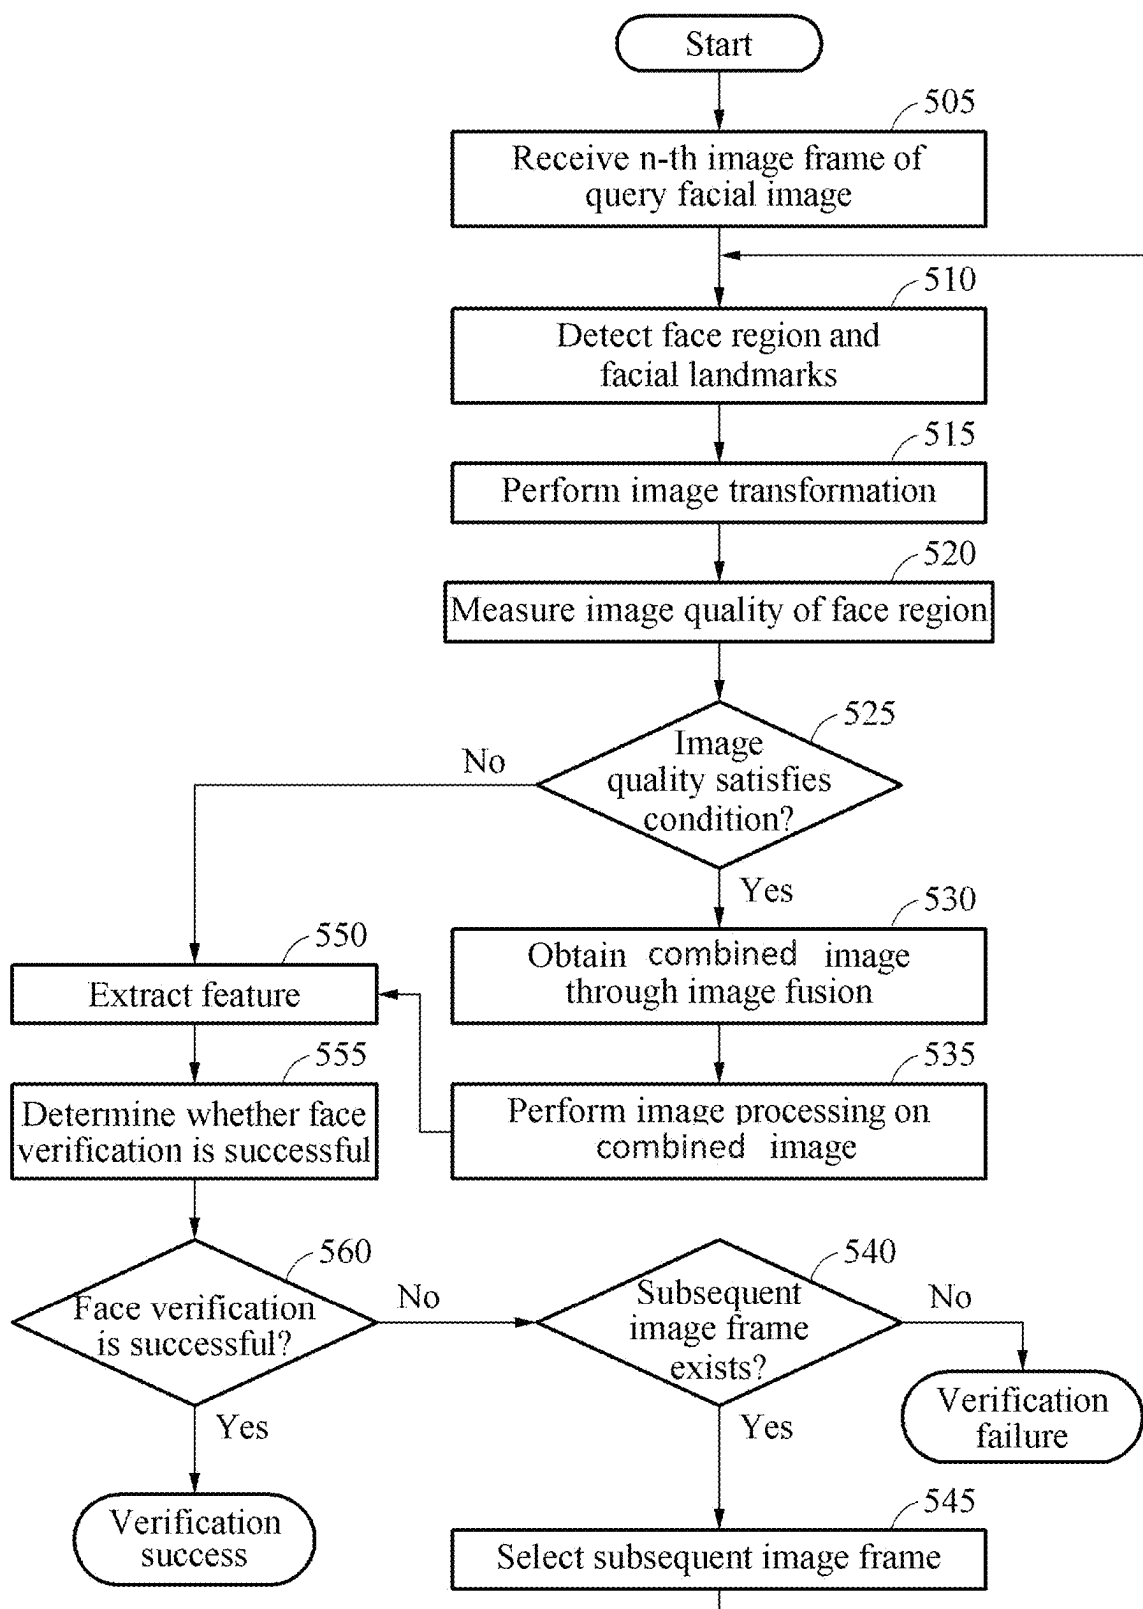 Start
505
Receive n-th image frame of
query facial image
510
Detect face region and
facial landmarks
515
Perform image transformation
520
Measure image quality of face region
525
Image
quality satisfies
condition?
No
Yes
530
Obtain combined image
through image fusion
550
Extract feature
535
Perform image processing on
combined image
555
Determine whether face
verification is successful
560
Face verification
is successful?
No
Yes
540
Subsequent
image frame
exists?
No
Yes
Verification
failure
Verification
success
545
Select subsequent image frame